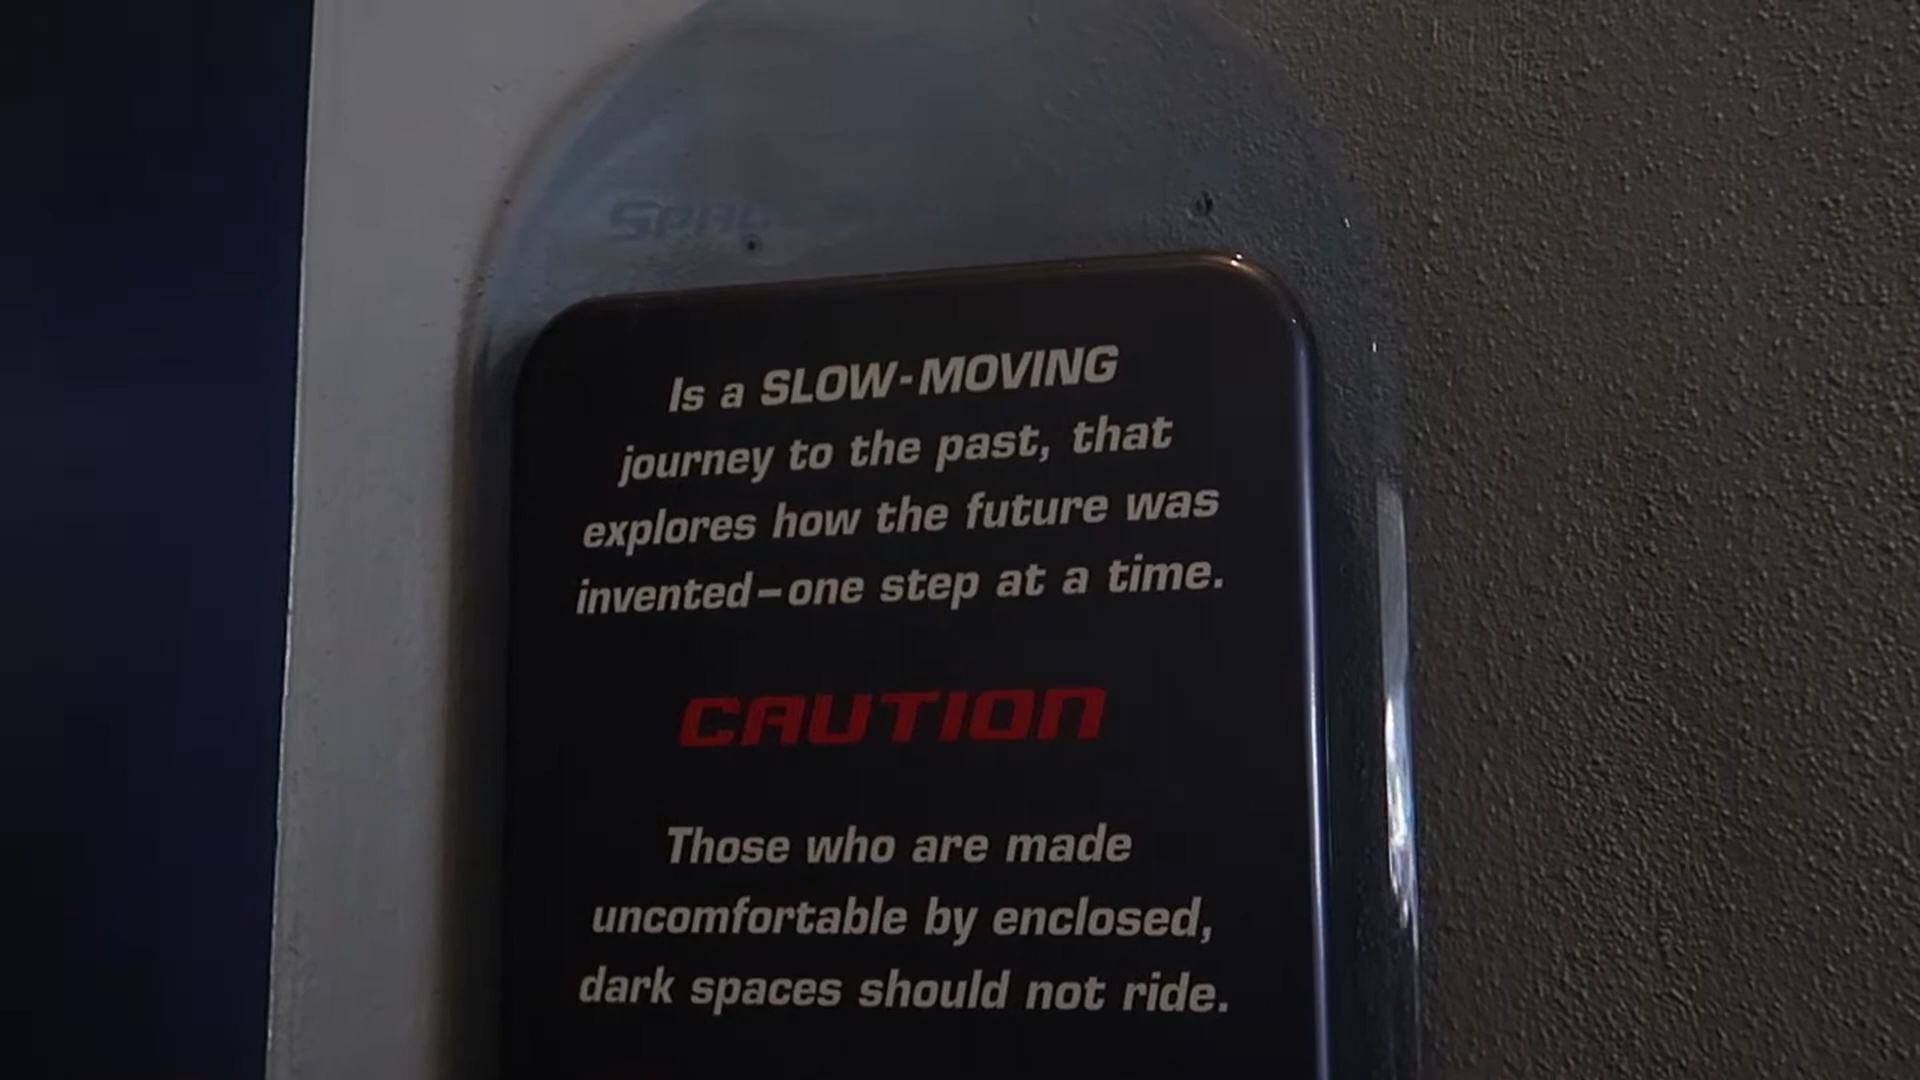 Is a SLOW-MOVING
journey to the past, that
explores how the future was
invented–one step at a time.
CAUTION
Those who are made
uncomfortable by enclosed,
dark spaces should not ride.